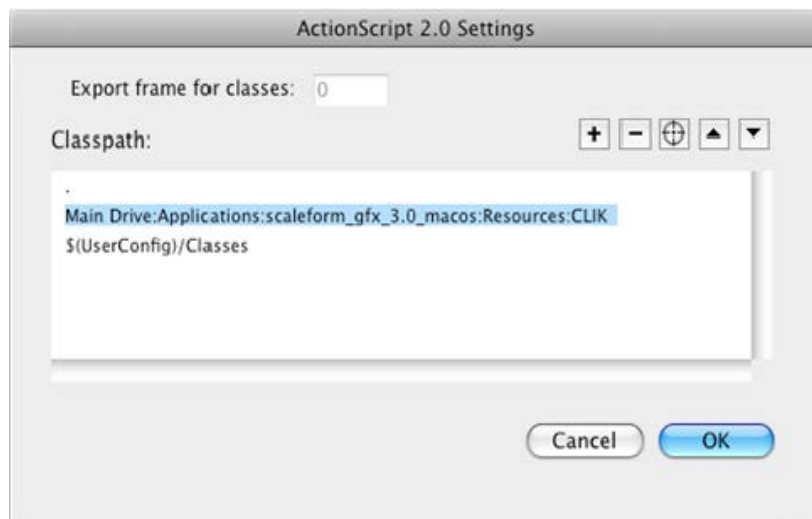 ActionScript 2.0 Settings
Export frame for classes: 0
Classpath:
.
Main Drive:Applications:scaleform_gfx_3.0_macos:Resources:CLIK
$(UserConfig)/Classes
Cancel OK